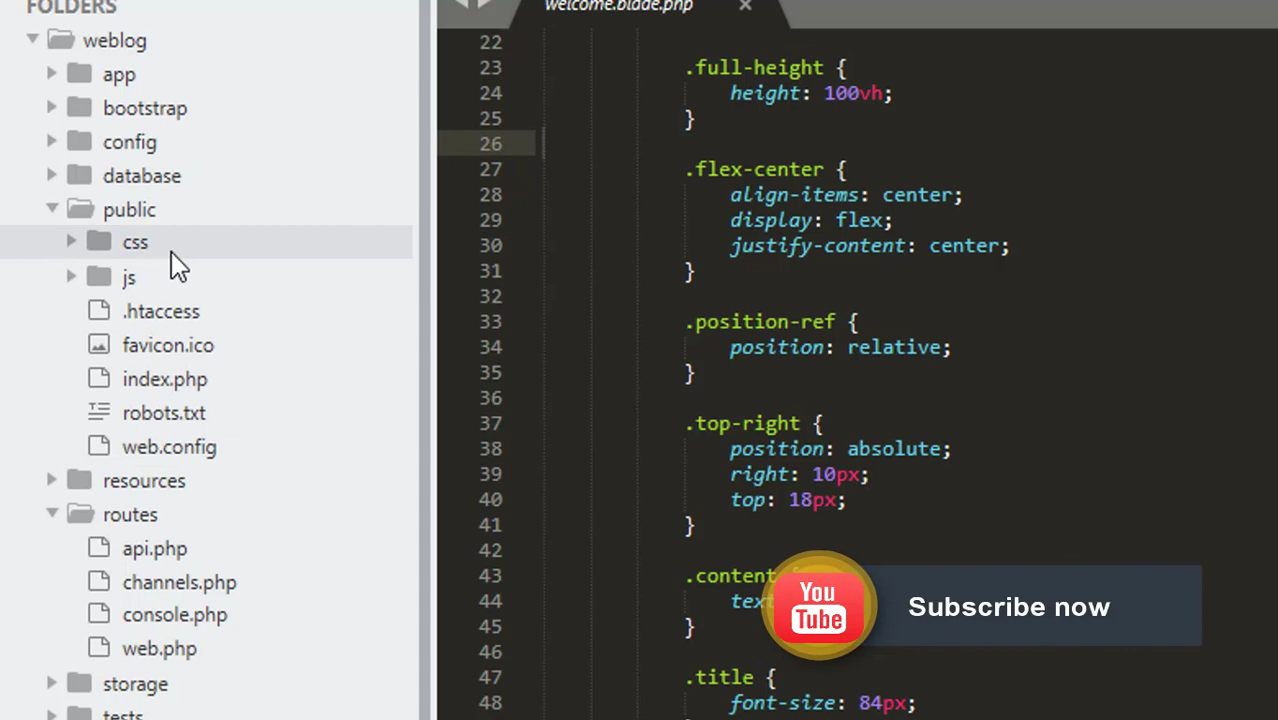 FOLDERS
weblog
app
bootstrap
config
database
public
css
js
.htaccess
favicon.ico
index.php
robots.txt
web.config
resources
routes
api.php
channels.php
console.php
web.php
storage
tests
welcome.blade.php ×
22
23 .full-height {
24 height: 100vh;
25 }
26
27 .flex-center {
28 align-items: center;
29 display: flex;
30 justify-content: center;
31 }
32
33 .position-ref {
34 position: relative;
35 }
36
37 .top-right {
38 position: absolute;
39 right: 10px;
40 top: 18px;
41 }
42
43 .content
44
45 }
46
47 .title {
48 font-size: 84px;
You
Tube
Subscribe now